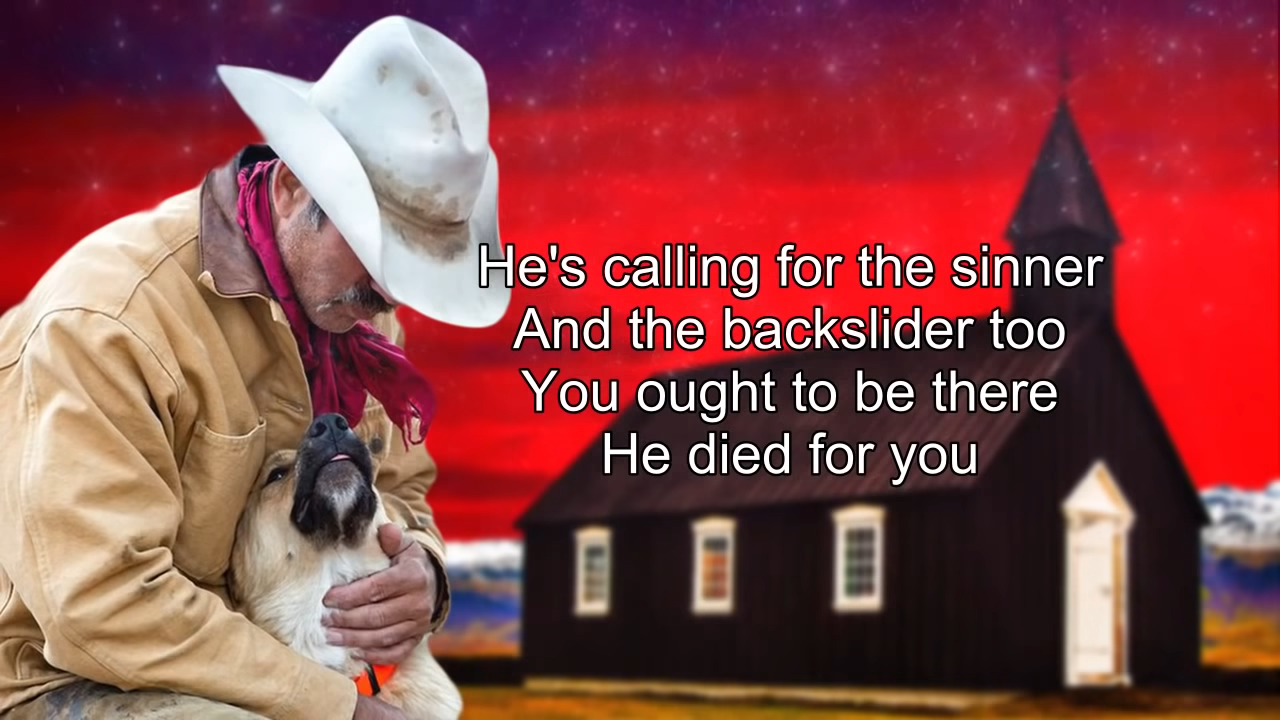 He's calling for the sinner
And the backslider too
You ought to be there
He died for you